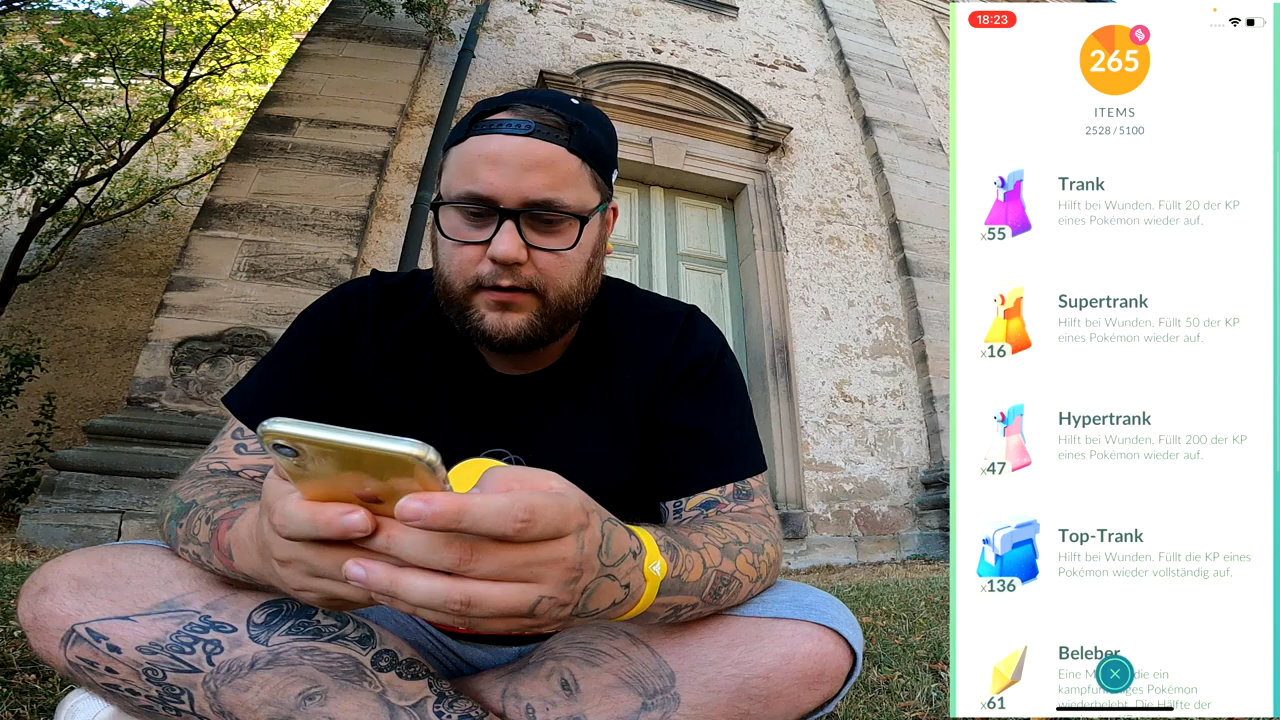 18:23
265
ITEMS
2528 / 5100
Trank
Hilft bei Wunden. Füllt 20 der KP
eines Pokémon wieder auf.
x55
Supertrank
Hilft bei Wunden. Füllt 50 der KP
eines Pokémon wieder auf.
x16
Hypertrank
Hilft bei Wunden. Füllt 200 der KP
eines Pokémon wieder auf.
x47
Top-Trank
Hilft bei Wunden. Füllt die KP eines
Pokémon wieder vollständig auf.
x136
Beleber
die ein
Pokémon
wiederbelebt. Die Hälfte der
x61